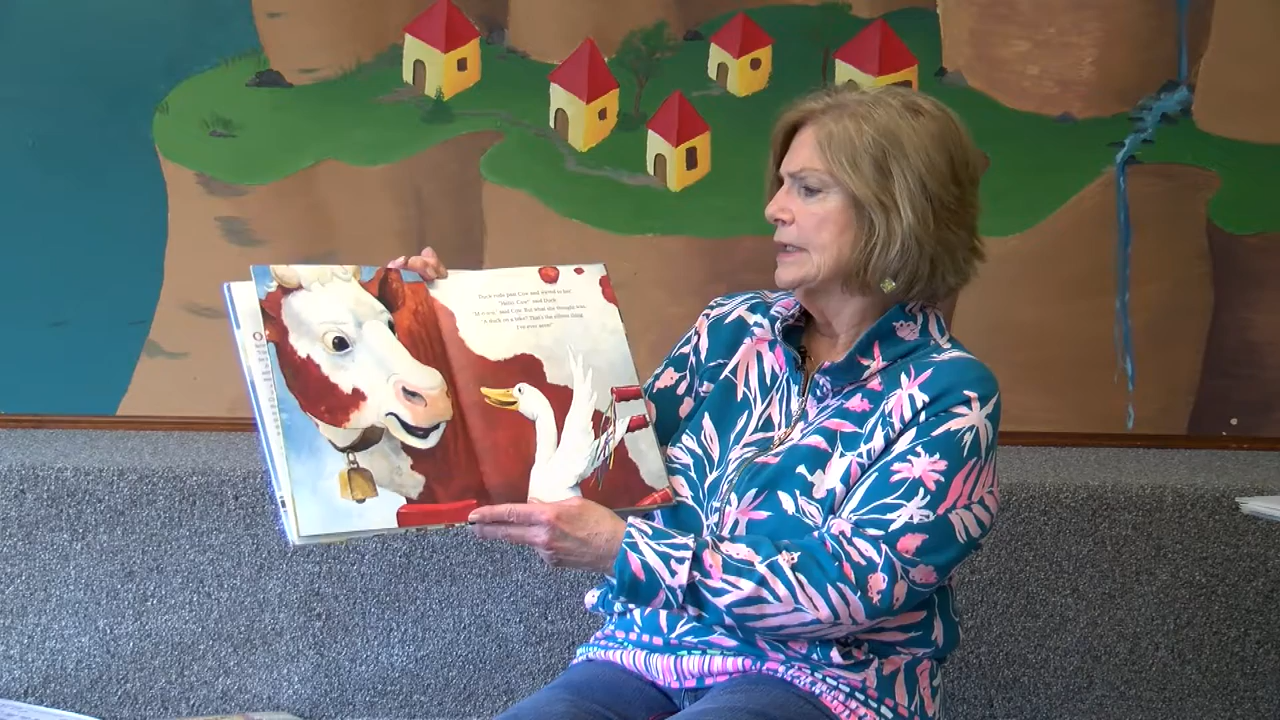 Duck rode past Cow and waved to her.
"Hello, Cow!" said Duck.
"M-o-o-o," said Cow. But what she thought was,
"A duck on a bike? That's the silliest thing
I've ever seen!"